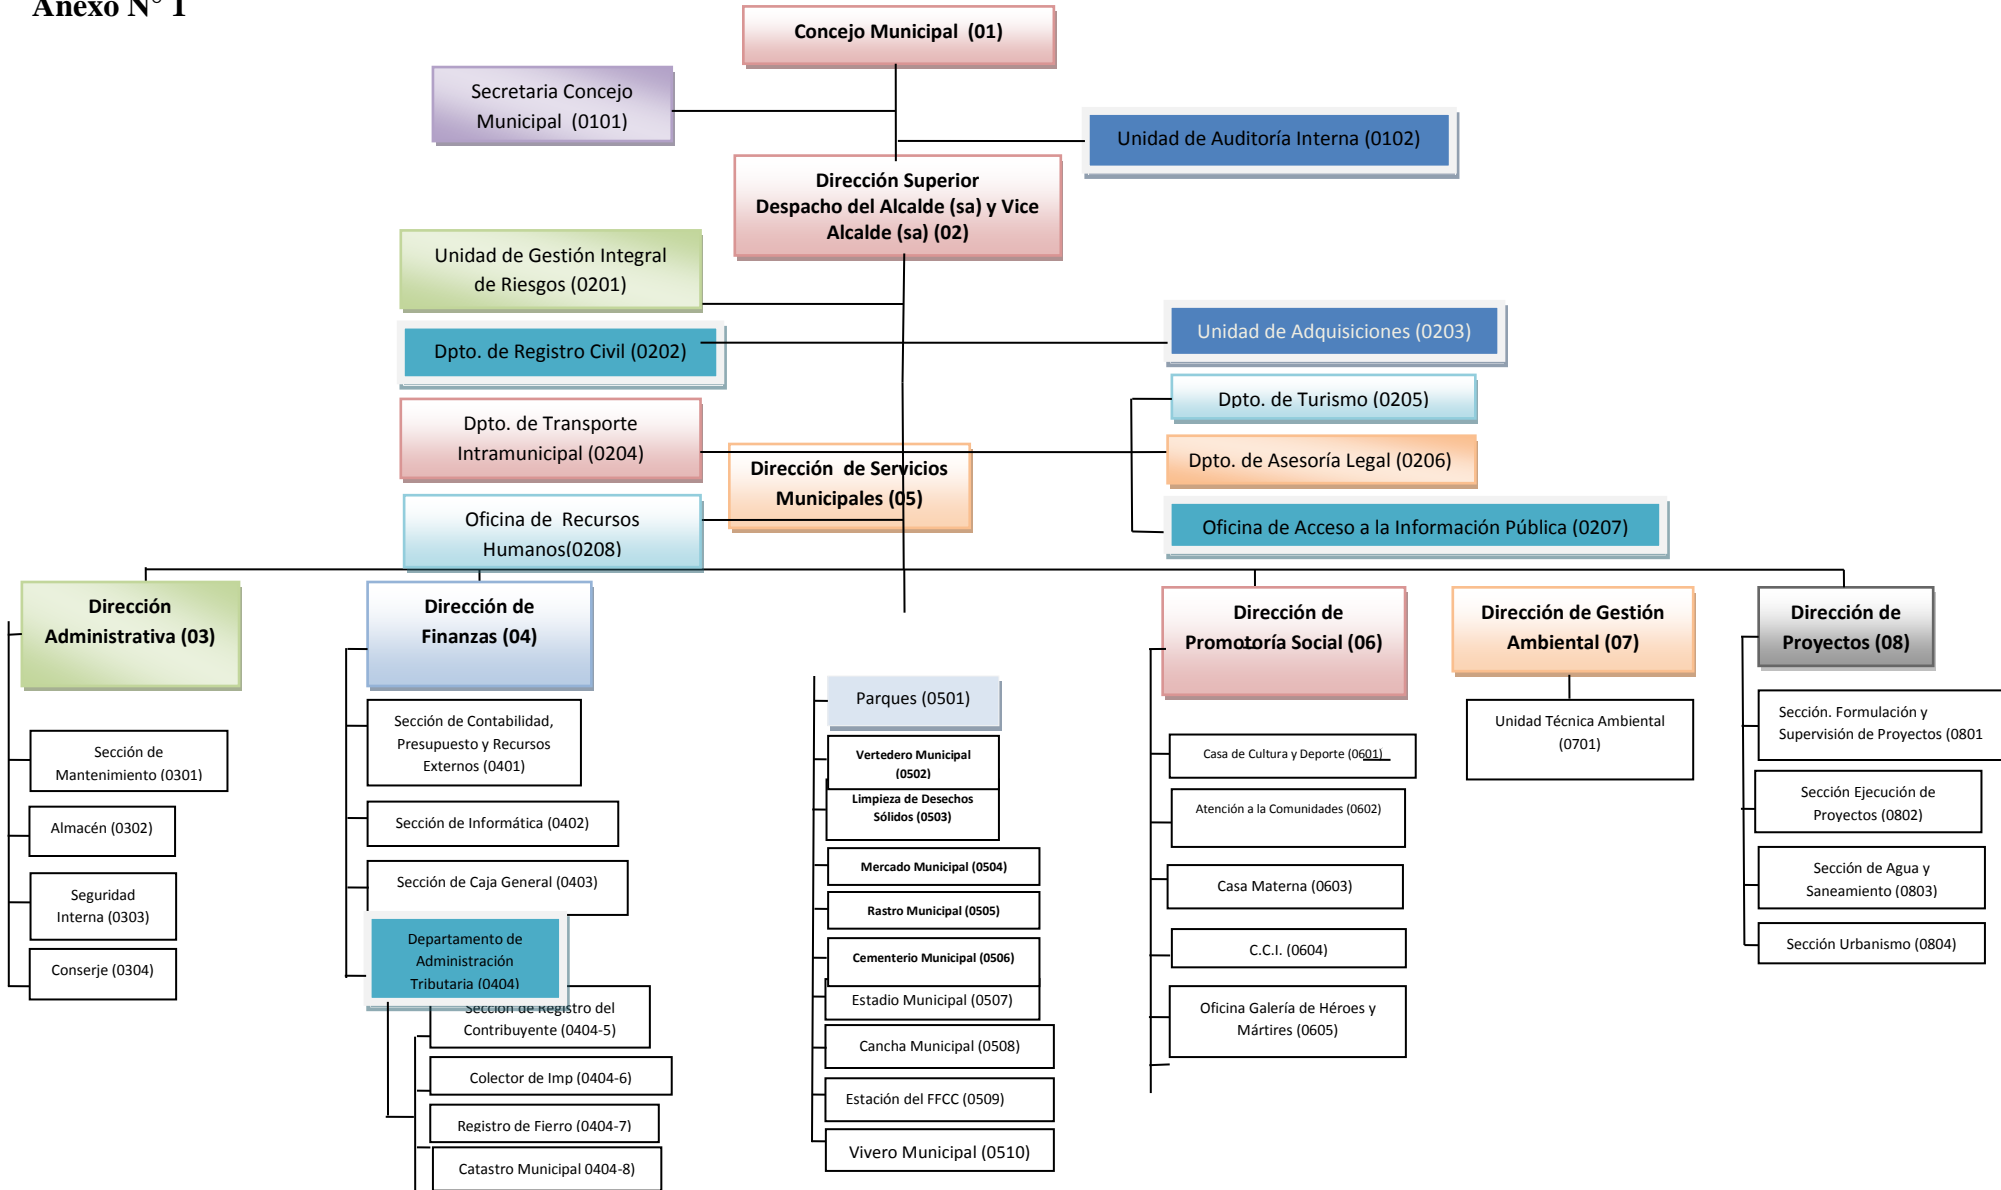 Anexo N° 1
Concejo Municipal (01)
Secretaria Concejo
Municipal (0101)
Unidad de Auditoría Interna (0102)
Dirección Superior
Despacho del Alcalde (sa) y Vice
Alcalde (sa) (02)
Unidad de Gestión Integral
de Riesgos (0201)
Dpto. de Registro Civil (0202)
Unidad de Adquisiciones (0203)
Dpto. de Transporte
Intramunicipal (0204)
Dpto. de Turismo (0205)
Dpto. de Asesoría Legal (0206)
Dirección de Servicios
Municipales (05)
Oficina de Recursos
Humanos(0208)
Oficina de Acceso a la Información Pública (0207)
Dirección
Administrativa (03)
Dirección de
Finanzas (04)
Dirección de
Promotoría Social (06)
Dirección de Gestión
Ambiental (07)
Dirección de
Proyectos (08)
Sección de
Mantenimiento (0301)
Almacén (0302)
Seguridad
Interna (0303)
Conserje (0304)
Sección de Contabilidad,
Presupuesto y Recursos
Externos (0401)
Sección de Informática (0402)
Sección de Caja General (0403)
Departamento de
Administración
Tributaria (0404)
Sección de Registro del
Contribuyente (0404-5)
Colector de Imp (0404-6)
Registro de Fierro (0404-7)
Catastro Municipal 0404-8)
Parques (0501)
Vertedero Municipal
(0502)
Limpieza de Desechos
Sólidos (0503)
Mercado Municipal (0504)
Rastro Municipal (0505)
Cementerio Municipal (0506)
Estadio Municipal (0507)
Cancha Municipal (0508)
Estación del FFCC (0509)
Vivero Municipal (0510)
Casa de Cultura y Deporte (0601)
Atención a la Comunidades (0602)
Casa Materna (0603)
C.C.I. (0604)
Oficina Galería de Héroes y
Mártires (0605)
Unidad Técnica Ambiental
(0701)
Sección. Formulación y
Supervisión de Proyectos (0801
Sección Ejecución de
Proyectos (0802)
Sección de Agua y
Saneamiento (0803)
Sección Urbanismo (0804)